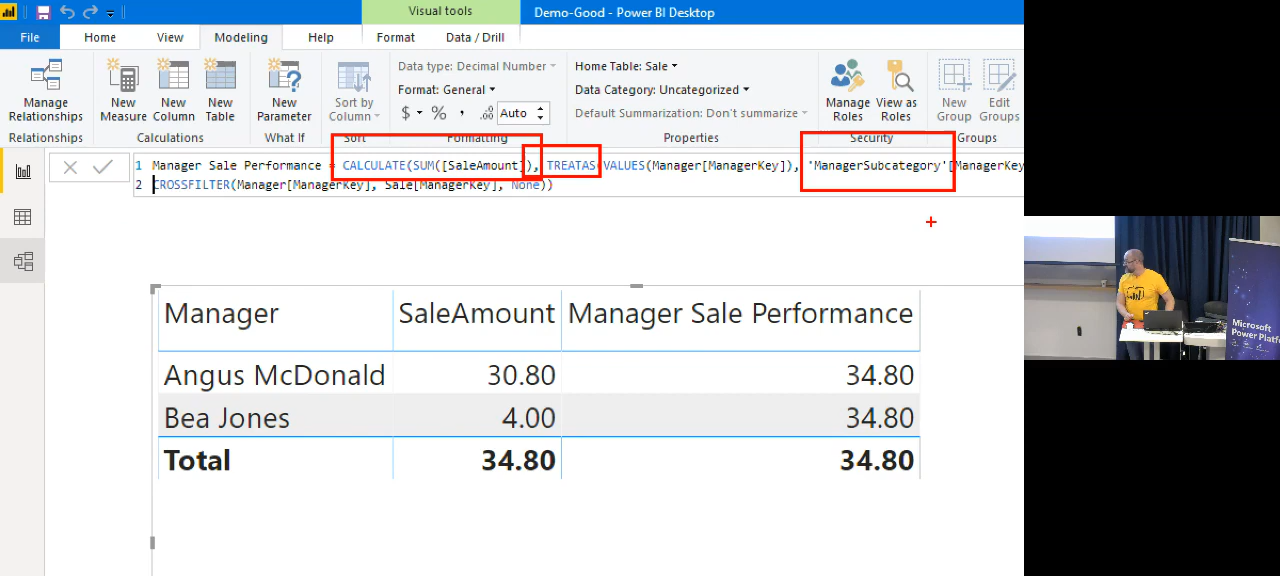 Visual tools
Demo-Good - Power BI Desktop
File Home View Modeling Help Format Data / Drill
Manage Relationships
New Measure
New Column
New Table
New Parameter
Sort by Column
Data type: Decimal Number
Format: General
$ % , .00 Auto
Home Table: Sale
Data Category: Uncategorized
Default Summarization: Don't summarize
Manage Roles
View as Roles
New Group
Edit Groups
Relationships Calculations What If Sort Formatting Properties Security Groups
1 Manager Sale Performance = CALCULATE(SUM([SaleAmount]), TREATAS(VALUES(Manager[ManagerKey]), 'ManagerSubcategory'[ManagerKey
2 CROSSFILTER(Manager[ManagerKey], Sale[ManagerKey], None))
Manager SaleAmount Manager Sale Performance
Angus McDonald 30.80 34.80
Bea Jones 4.00 34.80
Total 34.80 34.80
Microsoft
Power Platf